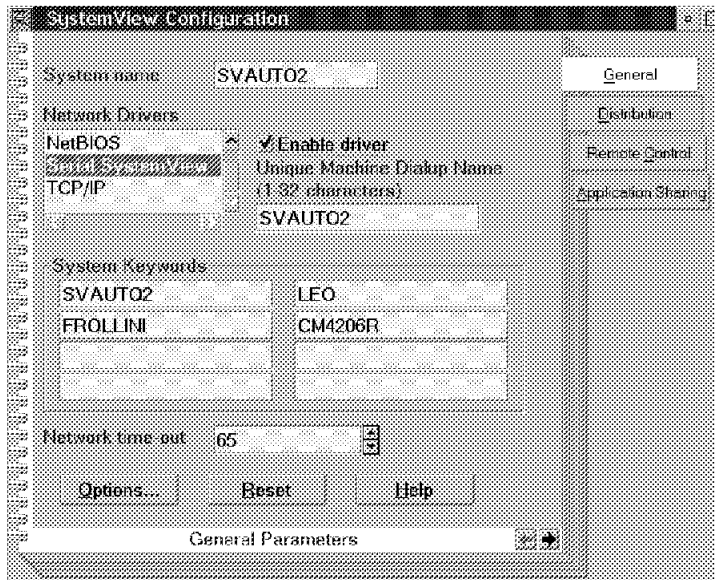 SystemView Configuration
System name
SVAUTO2
General
Distribution
Remote Control
Application Sharing
Network Drivers
NetBIOS
Serial SystemView
TCP/IP
Enable driver
Unique Machine Dialup Name
(1-32 characters)
SVAUTO2
System Keywords
SVAUTO2
LEO
FROLLINI
CM4206R
Network time-out
65
Options...
Reset
Help
General Parameters